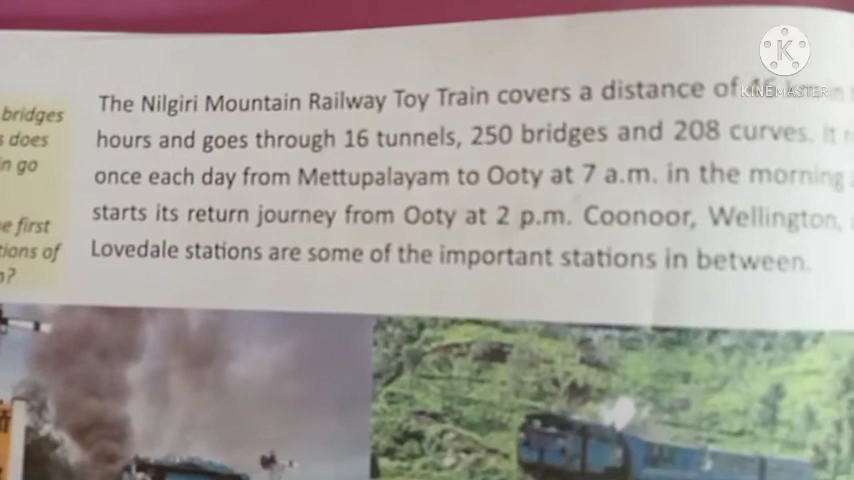 bridges
does
go
first
of
The Nilgiri Mountain Railway Toy Train covers a distance of 46
hours and goes through 16 tunnels, 250 bridges and 208 curves. It
once each day from Mettupalayam to Ooty at 7 a.m. in the morning
starts its return journey from Ooty at 2 p.m. Coonoor, Wellington,
Lovedale stations are some of the important stations in between.
K
KINEMASTER